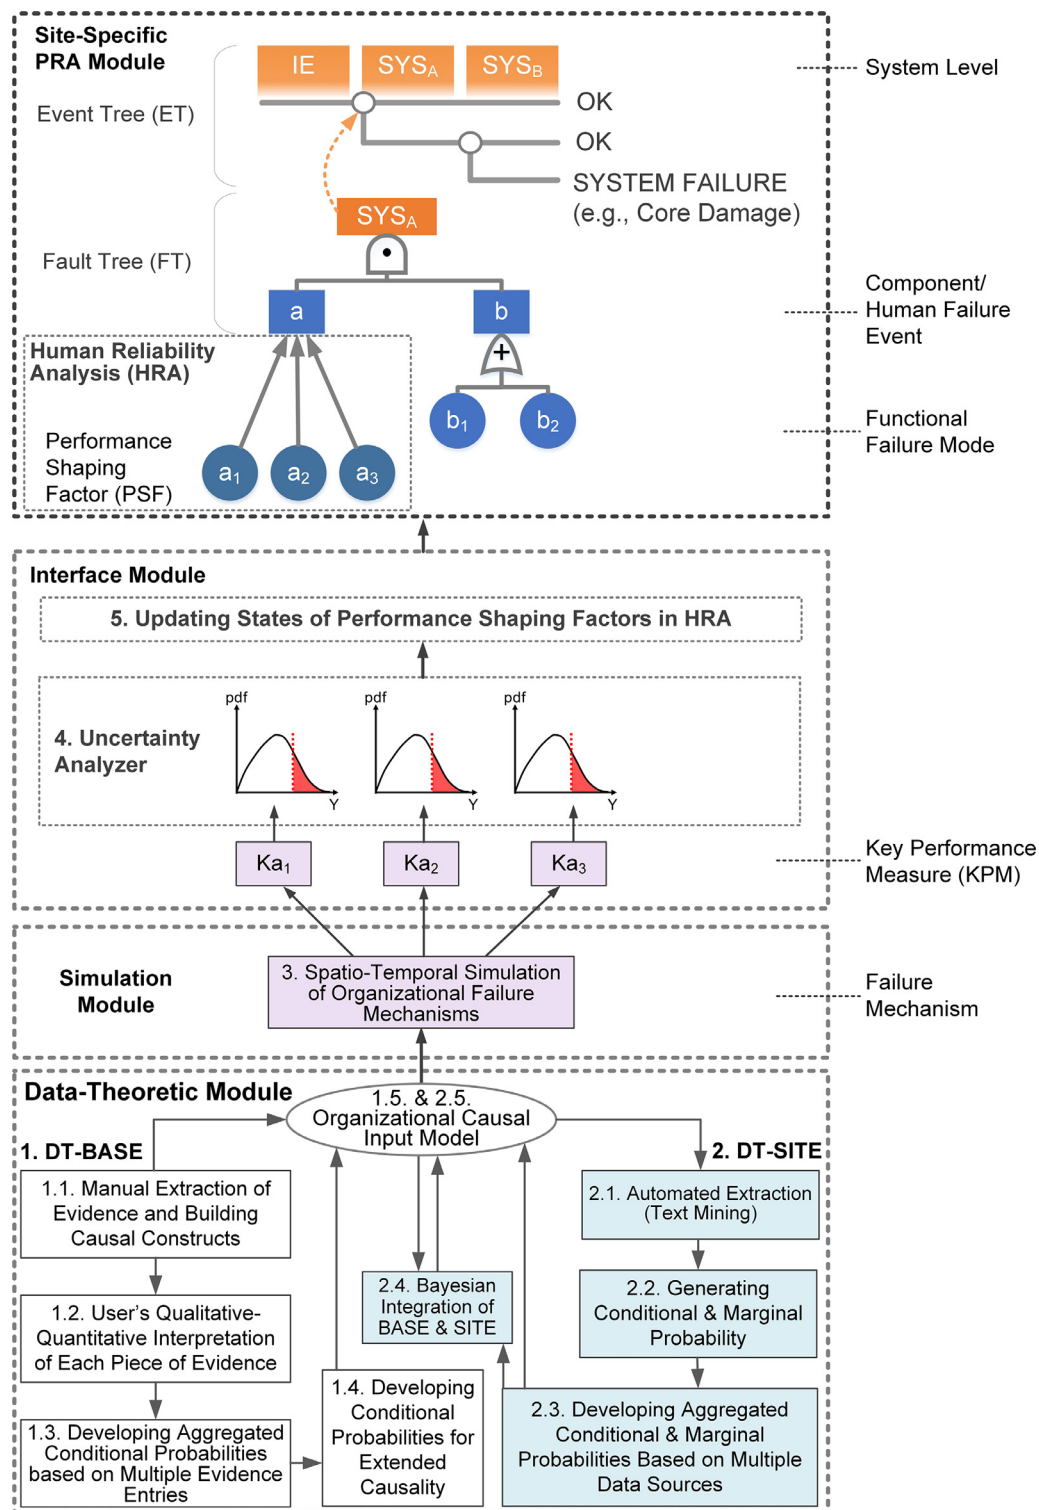 Site-Specific
PRA Module
IE
SYSA
SYSB
System Level
Event Tree (ET)
OK
OK
SYSTEM FAILURE
(e.g., Core Damage)
SYSA
Fault Tree (FT)
a
b
Component/
Human Failure
Event
+
Human Reliability
Analysis (HRA)
b1
b2
Functional
Failure Mode
Performance
Shaping
Factor (PSF)
a1
a2
a3
Interface Module
5. Updating States of Performance Shaping Factors in HRA
pdf
pdf
pdf
4. Uncertainty
Analyzer
Y
Y
Y
Ka1
Ka2
Ka3
Key Performance
Measure (KPM)
Simulation
Module
3. Spatio-Temporal Simulation
of Organizational Failure
Mechanisms
Failure
Mechanism
Data-Theoretic Module
1.5. & 2.5.
Organizational Causal
Input Model
1. DT-BASE
2. DT-SITE
1.1. Manual Extraction of
Evidence and Building
Causal Constructs
2.1. Automated Extraction
(Text Mining)
1.2. User's Qualitative-
Quantitative Interpretation
of Each Piece of Evidence
2.4. Bayesian
Integration of
BASE & SITE
2.2. Generating
Conditional & Marginal
Probability
1.3. Developing Aggregated
Conditional Probabilities
based on Multiple Evidence
Entries
1.4. Developing
Conditional
Probabilities for
Extended
Causality
2.3. Developing Aggregated
Conditional & Marginal
Probabilities Based on Multiple
Data Sources